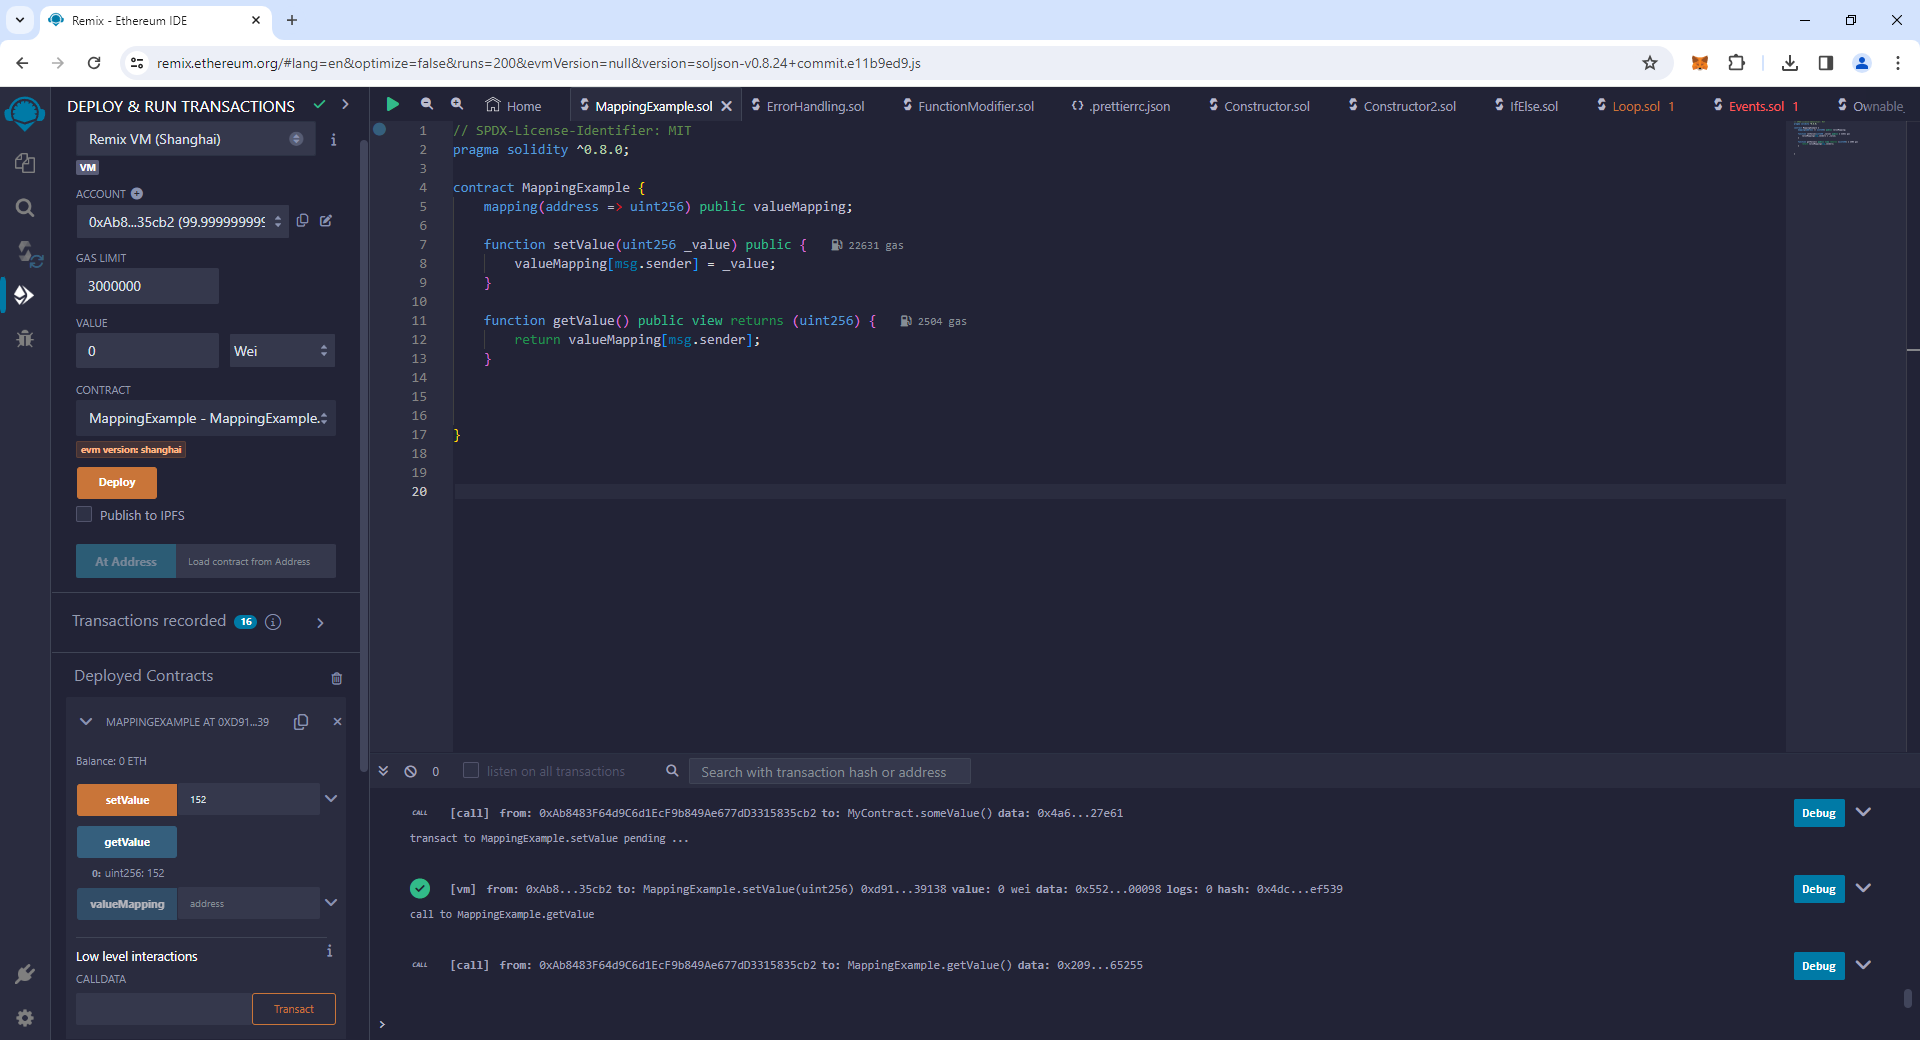 Remix - Ethereum IDE
remix.ethereum.org/#lang=en&optimize=false&runs=200&evmVersion=null&version=soljson-v0.8.24+commit.e11b9ed9.js
DEPLOY & RUN TRANSACTIONS
Remix VM (Shanghai)
VM
ACCOUNT
0xAb8...35cb2 (99.9999999999
GAS LIMIT
3000000
VALUE
0
Wei
CONTRACT
MappingExample - MappingExample.
evm version: shanghai
Deploy
Publish to IPFS
At Address
Load contract from Address
Transactions recorded 16
Deployed Contracts
MAPPINGEXAMPLE AT 0XD91...39
Balance: 0 ETH
setValue 152
getValue
0: uint256: 152
valueMapping address
Low level interactions
CALLDATA
Transact
Home MappingExample.sol ErrorHandling.sol FunctionModifier.sol .prettierrc.json Constructor.sol Constructor2.sol IfElse.sol Loop.sol 1 Events.sol 1 Ownable
1 // SPDX-License-Identifier: MIT
2 pragma solidity ^0.8.0;
3
4 contract MappingExample {
5 mapping(address => uint256) public valueMapping;
6
7 function setValue(uint256 _value) public { 22631 gas
8 valueMapping[msg.sender] = _value;
9 }
10
11 function getValue() public view returns (uint256) { 2504 gas
12 return valueMapping[msg.sender];
13 }
14
15
16
17 }
18
19
20
0 listen on all transactions Search with transaction hash or address
CALL [call] from: 0xAb8483F64d9C6d1EcF9b849Ae677dD3315835cb2 to: MyContract.someValue() data: 0x4a6...27e61 Debug
transact to MappingExample.setValue pending ...
[vm] from: 0xAb8...35cb2 to: MappingExample.setValue(uint256) 0xd91...39138 value: 0 wei data: 0x552...00098 logs: 0 hash: 0x4dc...ef539 Debug
call to MappingExample.getValue
CALL [call] from: 0xAb8483F64d9C6d1EcF9b849Ae677dD3315835cb2 to: MappingExample.getValue() data: 0x209...65255 Debug
>